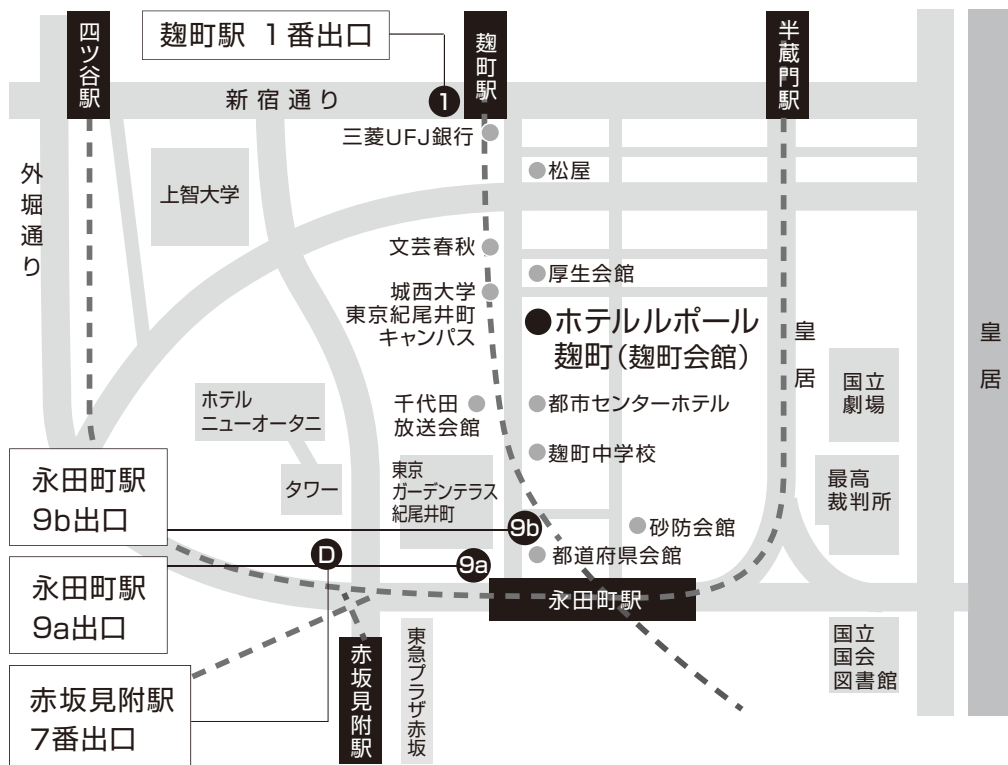 四ツ谷駅
麹町駅 1番出口
麹町駅
半蔵門駅
新宿通り
1
三菱UFJ銀行
松屋
外堀通り
上智大学
文芸春秋
厚生会館
城西大学
東京紀尾井町
キャンパス
ホテルルポール
麹町(麹町会館)
皇居
皇居
国立
劇場
ホテル
ニューオータニ
千代田
放送会館
都市センターホテル
麹町中学校
東京
ガーデンテラス
紀尾井町
タワー
最高
裁判所
永田町駅
9b出口
9b
砂防会館
D
9a
都道府県会館
永田町駅
9a出口
永田町駅
国立
国会
図書館
赤坂見附駅
7番出口
赤坂見附駅
東急プラザ赤坂